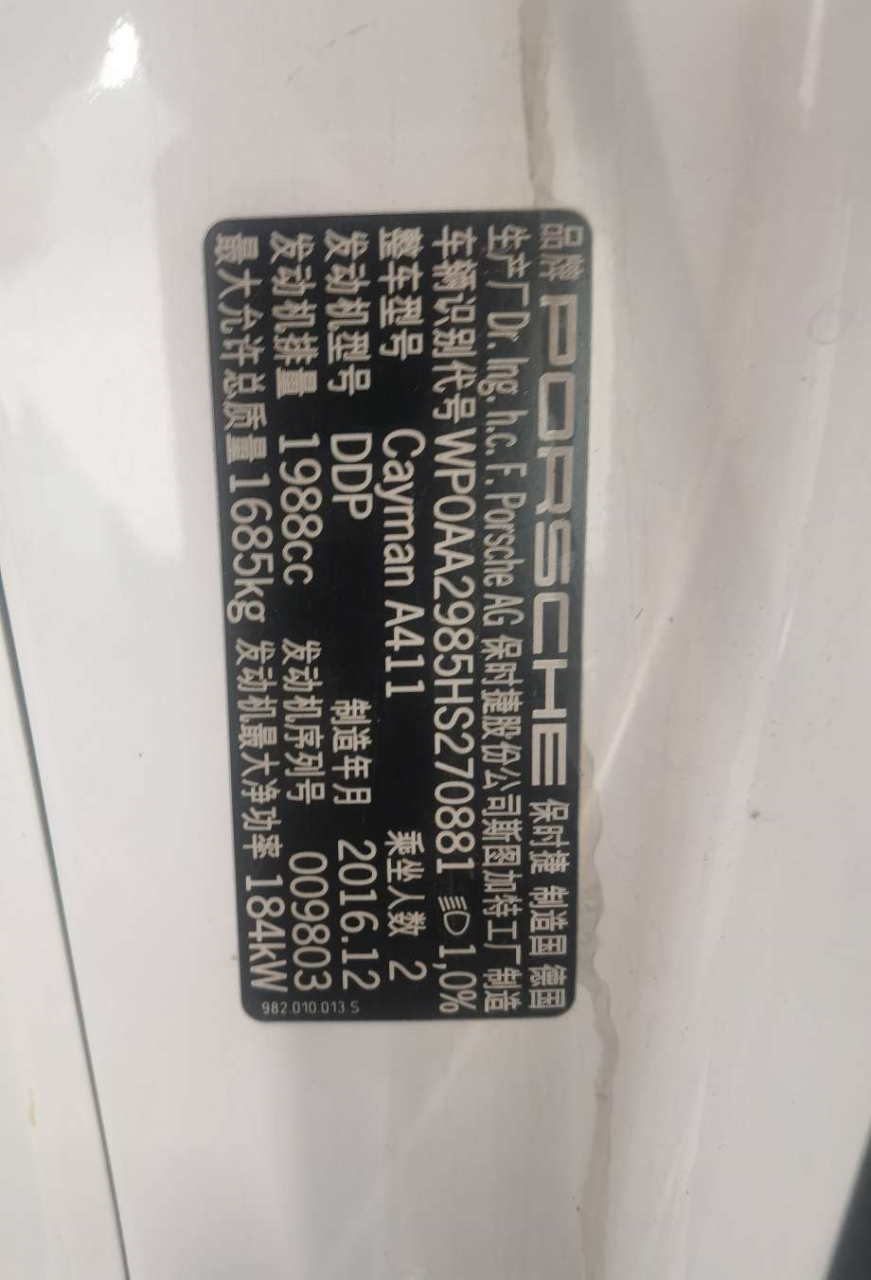 品牌 PORSCHE 保时捷 制造国 德国
生产厂Dr. Ing. h.c. F. Porsche AG 保时捷股份公司斯图加特工厂制造
车辆识别代号 WP0AA2985HS270881 1,0%
整车型号 Cayman A411 乘坐人数 2
发动机型号 DDP 制造年月 2016.12
发动机排量 1988cc 发动机序列号 009803
最大允许总质量 1685kg 发动机最大净功率 184kW
982.010.013.S